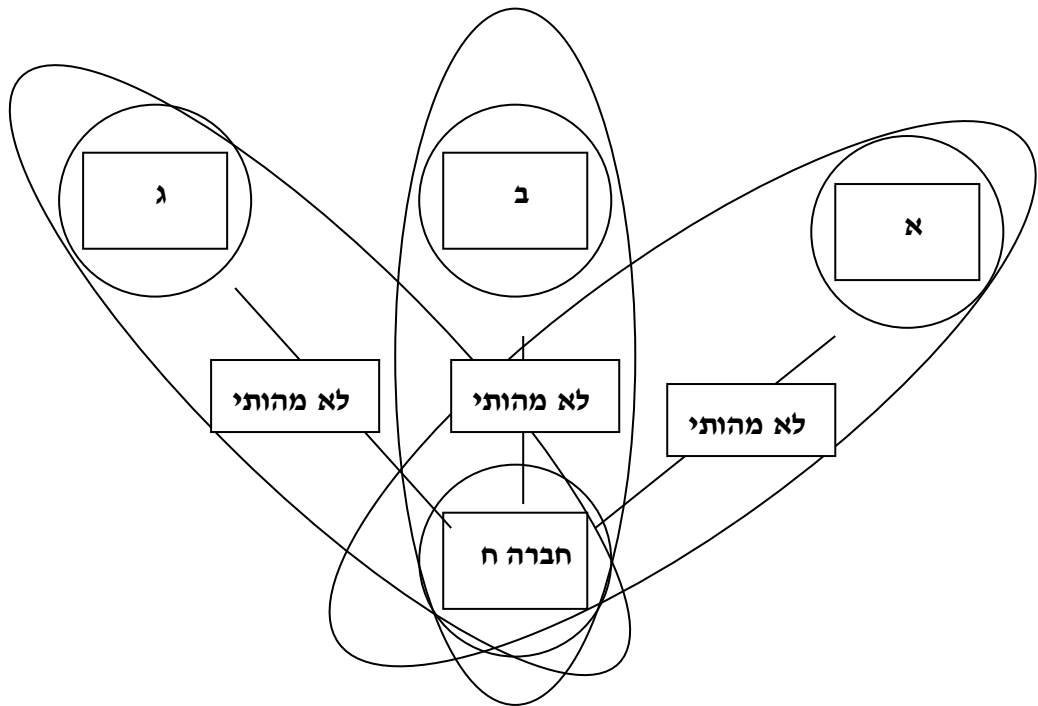 א
ב
ג
לא מהותי
לא מהותי
לא מהותי
חברה ח